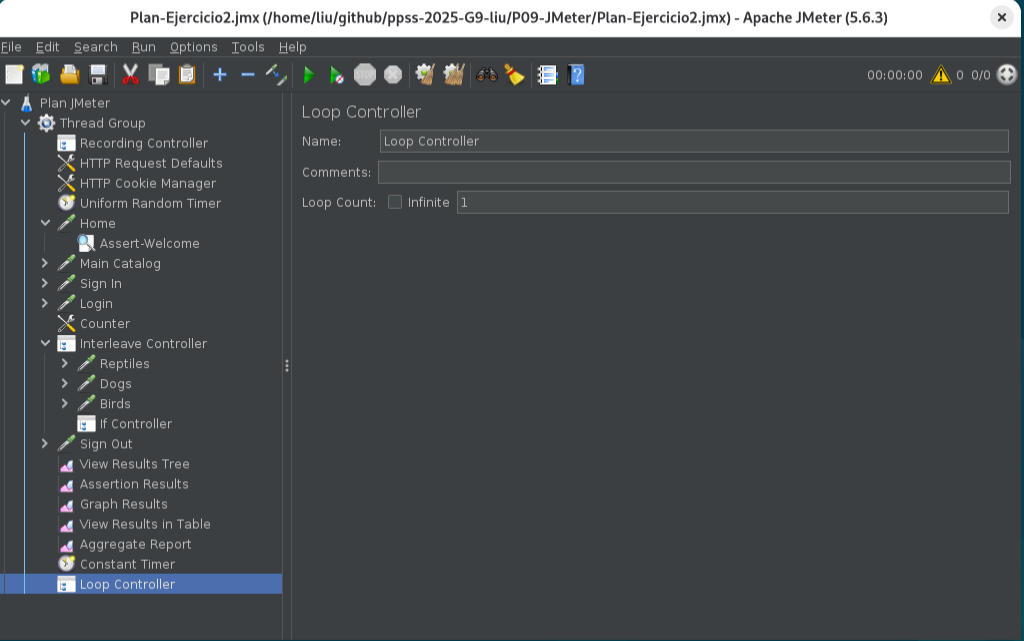 Plan-Ejercicio2.jmx (/home/liu/github/ppss-2025-G9-liu/P09-JMeter/Plan-Ejercicio2.jmx) - Apache JMeter (5.6.3)
File Edit Search Run Options Tools Help
00:00:00 0 0/0
Plan JMeter
Thread Group
Recording Controller
HTTP Request Defaults
HTTP Cookie Manager
Uniform Random Timer
Home
Assert-Welcome
Main Catalog
Sign In
Login
Counter
Interleave Controller
Reptiles
Dogs
Birds
If Controller
Sign Out
View Results Tree
Assertion Results
Graph Results
View Results in Table
Aggregate Report
Constant Timer
Loop Controller
Loop Controller
Name: Loop Controller
Comments:
Loop Count: Infinite 1